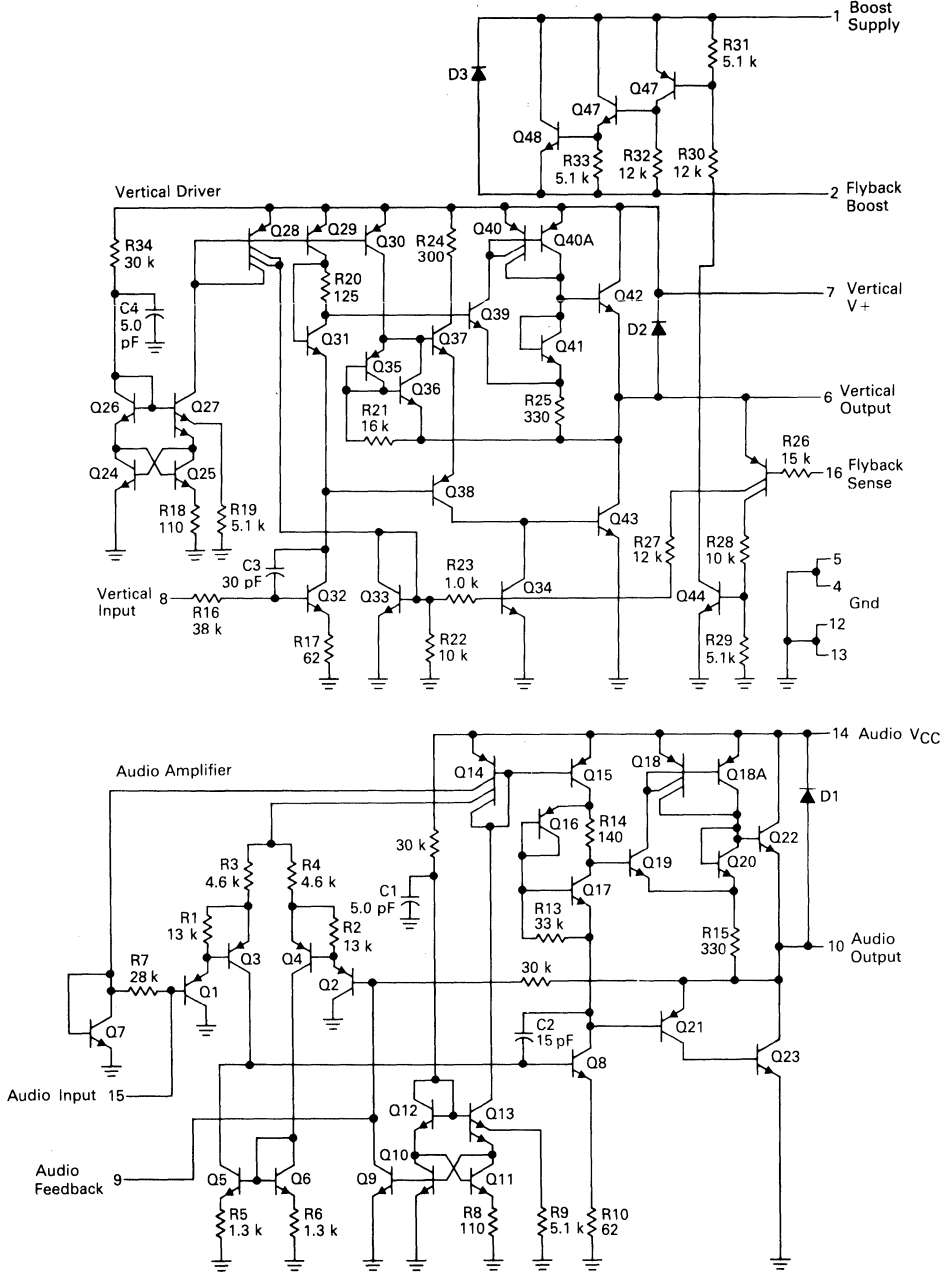 1 Boost
Supply
R31
5.1 k
D3
Q47
Q47
Q48
R33
5.1 k
R32
12 k
R30
12 k
2 Flyback
Boost
Vertical Driver
R34
30 k
C4
5.0
pF
Q28
Q29
Q30
R24
300
Q40
Q40A
R20
125
Q42
7 Vertical
V+
D2
Q31
Q39
Q37
Q41
Q35
Q36
R21
16 k
R25
330
6 Vertical
Output
Q26
Q27
Q24
Q25
R18
110
R19
5.1 k
R26
15 k
16 Flyback
Sense
Q38
Q43
R27
12 k
R28
10 k
C3
30 pF
Vertical
Input
8
R16
38 k
Q32
R17
62
Q33
R23
1.0 k
R22
10 k
Q34
Q44
R29
5.1 k
5
4
Gnd
12
13
14 Audio VCC
Audio Amplifier
Q14
Q15
Q18
Q18A
D1
Q16
R14
140
Q22
30 k
Q19
Q20
R3
4.6 k
R4
4.6 k
C1
5.0 pF
Q17
R13
33 k
R1
13 k
R2
13 k
R15
330
10 Audio
Output
R7
28 k
Q3
Q4
Q1
Q2
30 k
Q7
C2
15 pF
Q21
Q8
Q23
Audio Input 15
Q12
Q13
Audio
Feedback
9
Q5
Q6
Q9
Q10
Q11
R5
1.3 k
R6
1.3 k
R8
110
R9
5.1 k
R10
62